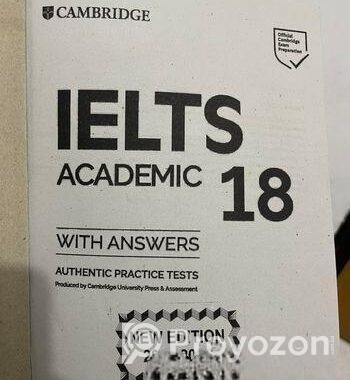 CAMBRIDGE
Official
Cambridge
Exam
Preparation
IELTS
ACADEMIC 18
WITH ANSWERS
AUTHENTIC PRACTICE TESTS
Produced by Cambridge University Press & Assessment
NEW EDITION
Proyozon